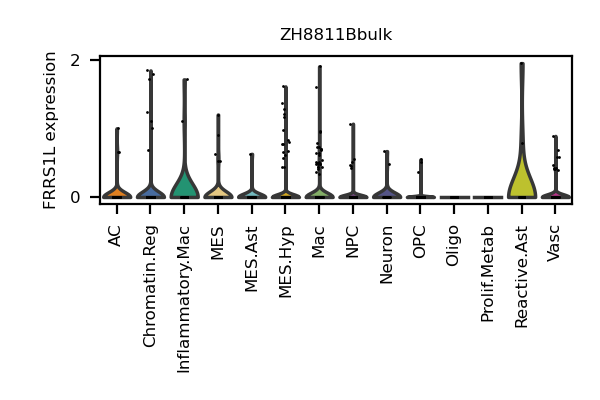 ZH8811Bbulk
FRRS1L expression
2
0
AC
Chromatin.Reg
Inflammatory.Mac
MES
MES.Ast
MES.Hyp
Mac
NPC
Neuron
OPC
Oligo
Prolif.Metab
Reactive.Ast
Vasc